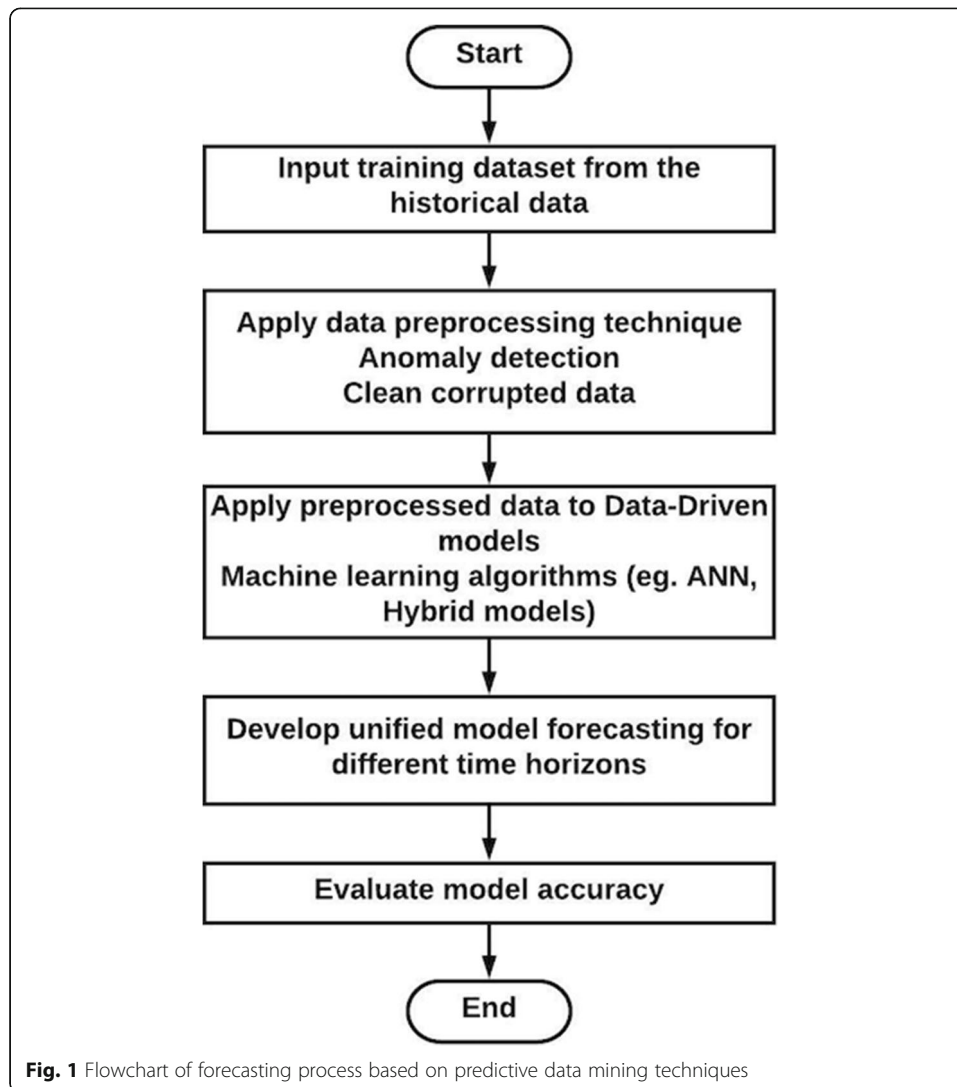 Start
Input training dataset from the
historical data
Apply data preprocessing technique
Anomaly detection
Clean corrupted data
Apply preprocessed data to Data-Driven
models
Machine learning algorithms (eg. ANN,
Hybrid models)
Develop unified model forecasting for
different time horizons
Evaluate model accuracy
End
Fig. 1 Flowchart of forecasting process based on predictive data mining techniques